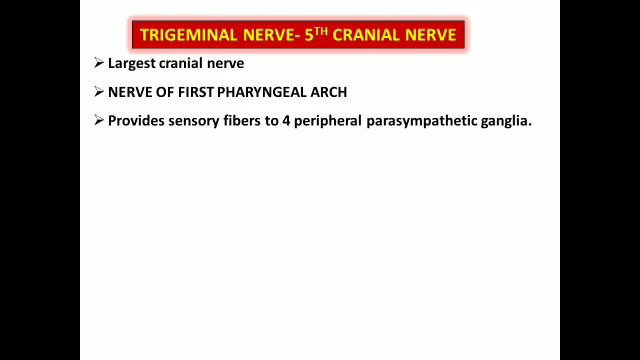 TRIGEMINAL NERVE- 5TH CRANIAL NERVE
➢ Largest cranial nerve
➢ NERVE OF FIRST PHARYNGEAL ARCH
➢ Provides sensory fibers to 4 peripheral parasympathetic ganglia.